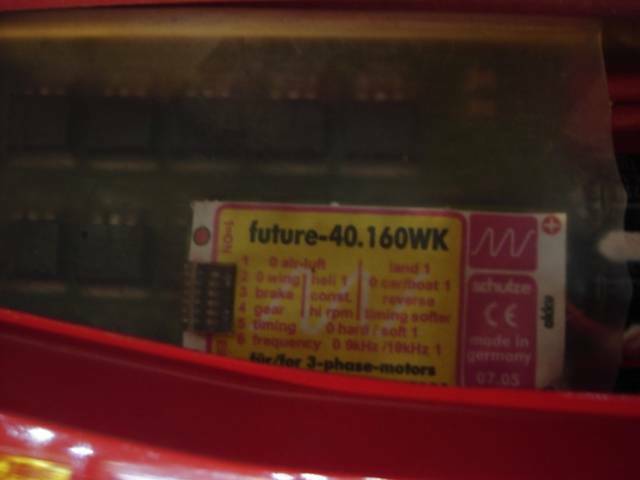 future-40.160WK
1 0 air-luft land 1
2 0 wing heli 1 0 car/boat 1
3 brake const. reverse
4 gear hi rpm timing softer
5 timing 0 hard / soft 1
6 frequency 0 9kHz /18kHz 1
für/for 3-phase-motors
schulze
CE
made in
germany
07.03
akku